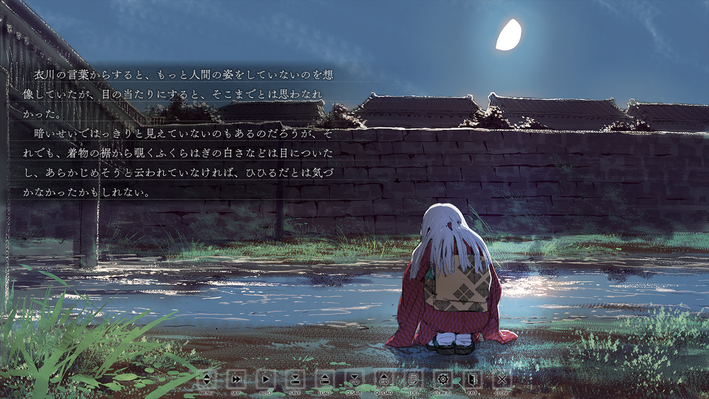 衣川の言葉からすると、もっと人間の姿をしていないのを想
像していたが、目の当たりにすると、そこまでとは思わなれ
かった。
暗いせいではっきりと見えていないのもあるのだろうが、そ
れでも、着物の裾から覗くふくらはぎの白さなどは目についた
し、あらかじめそうと云われていなければ、ひひるだとは気づ
かなかったかもしれない。